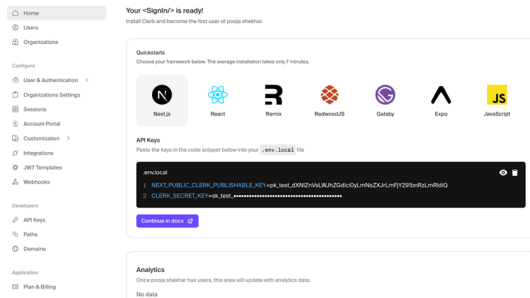 Home
Users
Organizations
Configure
User & Authentication
Organizations Settings
Sessions
Account Portal
Customization
Integrations
JWT Templates
Webhooks
Developers
API Keys
Paths
Domains
Application
Plan & Billing
Your <SignIn/> is ready!
Install Clerk and become the first user of pooja shekhar.
Quickstarts
Choose your framework below. The average installation takes only 7 minutes.
N
JS
Next.js
React
Remix
RedwoodJS
Gatsby
Expo
JavaScript
API Keys
Paste the keys in the code snippet below into your .env.local file
.env.local
1 NEXT_PUBLIC_CLERK_PUBLISHABLE_KEY=
2 CLERK_SECRET_KEY=sk_test_••••••••••••••••••••••••••••••••••••••••
Continue in docs
Analytics
Once pooja shekhar has users, this area will update with analytics data.
No data